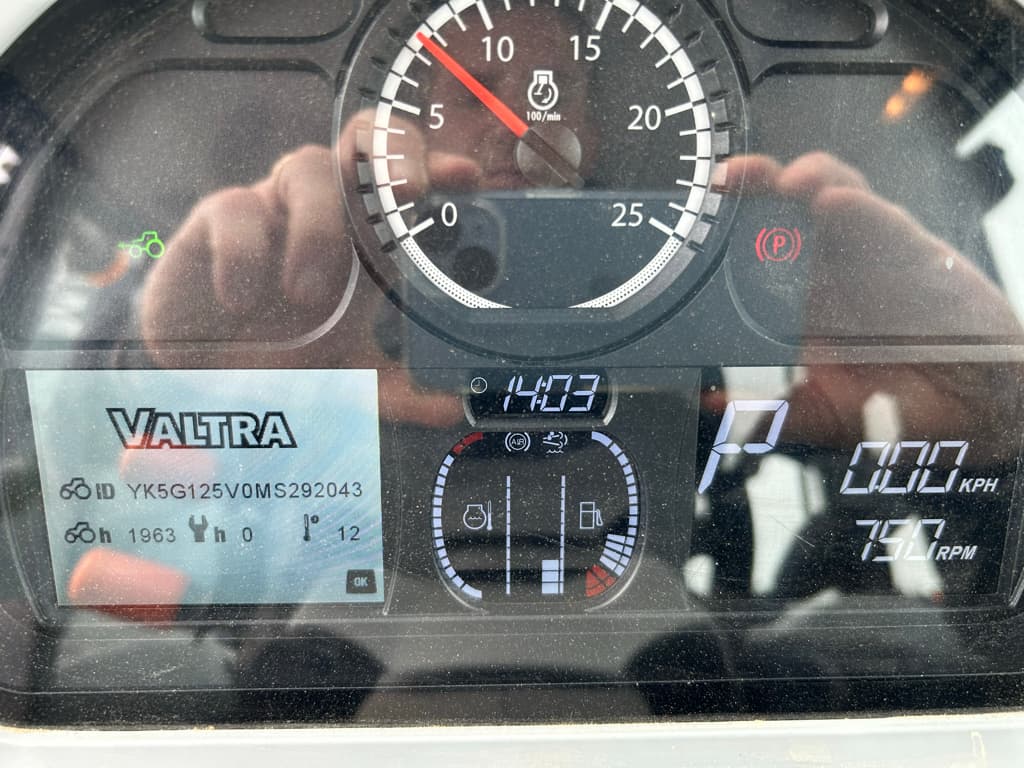 10 15
5 20
100/min
0 25
P
14:03
VALTRA
AIR
ID YK5G125V0MS292043
h 1963 h 0 12
OK
P
0.00 KPH
750 RPM